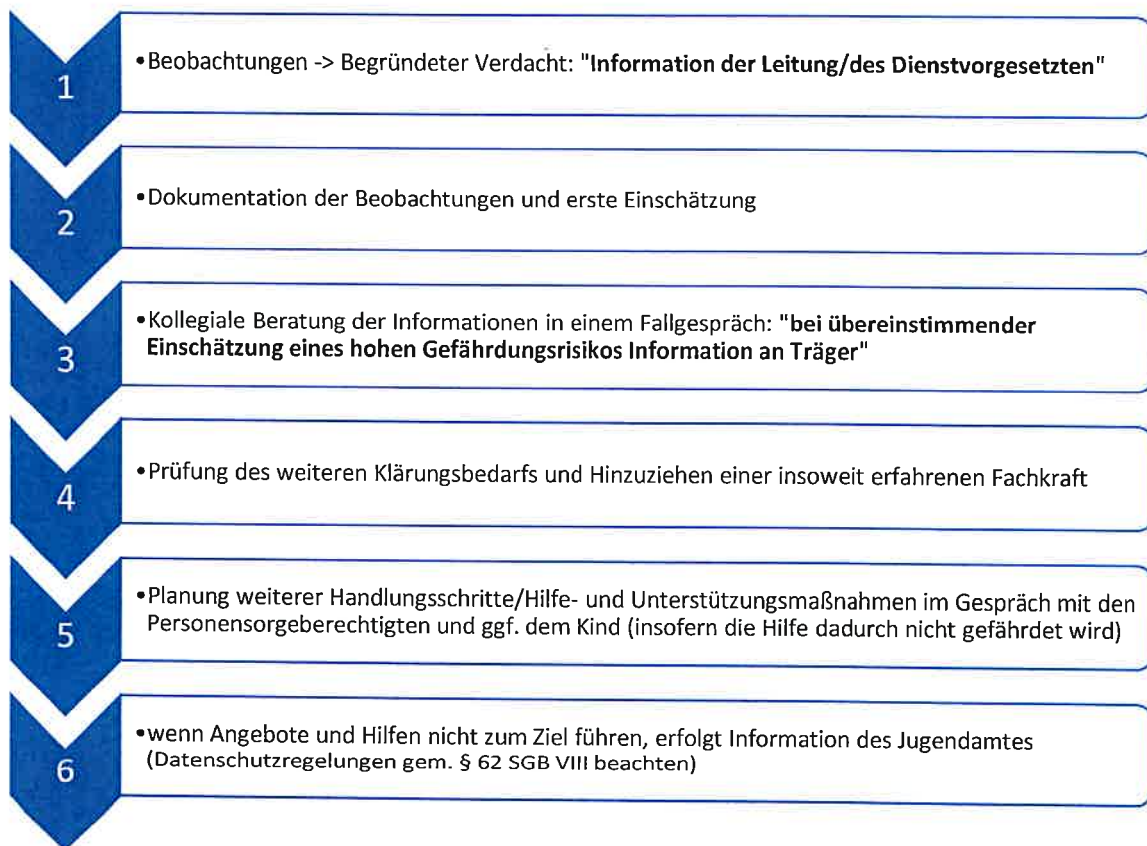 1
•Beobachtungen -> Begründeter Verdacht: "Information der Leitung/des Dienstvorgesetzten"
2
•Dokumentation der Beobachtungen und erste Einschätzung
3
•Kollegiale Beratung der Informationen in einem Fallgespräch: "bei übereinstimmender
Einschätzung eines hohen Gefährdungsrisikos Information an Träger"
4
•Prüfung des weiteren Klärungsbedarfs und Hinzuziehen einer insoweit erfahrenen Fachkraft
5
•Planung weiterer Handlungsschritte/Hilfe- und Unterstützungsmaßnahmen im Gespräch mit den
Personensorgeberechtigten und ggf. dem Kind (insofern die Hilfe dadurch nicht gefährdet wird)
6
•wenn Angebote und Hilfen nicht zum Ziel führen, erfolgt Information des Jugendamtes
(Datenschutzregelungen gem. § 62 SGB VIII beachten)